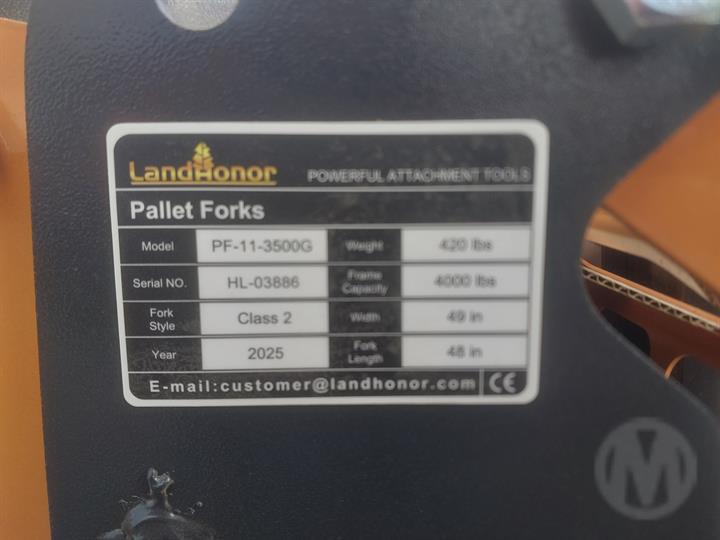 LandHonor POWERFUL ATTACHMENT TOOLS
Pallet Forks
Model PF-11-3500G Weight 420 lbs
Serial NO. HL-03886 Frame Capacity 4000 lbs
Fork Style Class 2 Width 49 in
Year 2025 Fork Length 48 in
E-mail:customer@landhonor.com CE
M